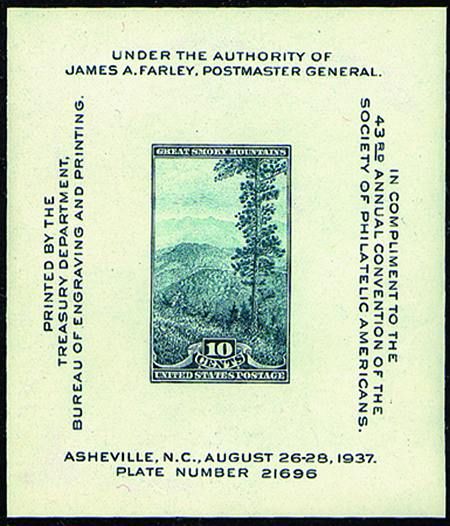 UNDER THE AUTHORITY OF
JAMES A. FARLEY, POSTMASTER GENERAL.
PRINTED BY THE
TREASURY DEPARTMENT,
BUREAU OF ENGRAVING AND PRINTING.
GREAT SMOKY MOUNTAINS
10
CENTS
UNITED STATES POSTAGE
IN COMPLIMENT TO THE
43RD ANNUAL CONVENTION OF THE
SOCIETY OF PHILATELIC AMERICANS.
ASHEVILLE, N.C., AUGUST 26-28, 1937.
PLATE NUMBER 21696